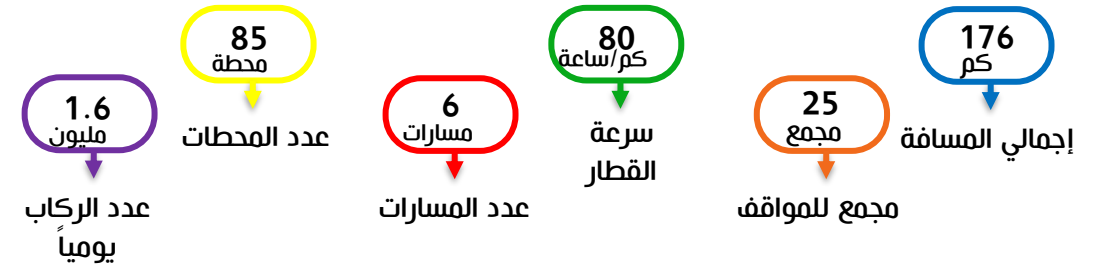 176
كم
إجمالي المسافة
25
مجمع
مجمع للمواقف
80
كم/ساعة
سرعة
القطار
6
مسارات
عدد المسارات
85
محطة
عدد المحطات
1.6
مليون
عدد الركاب
يومياً